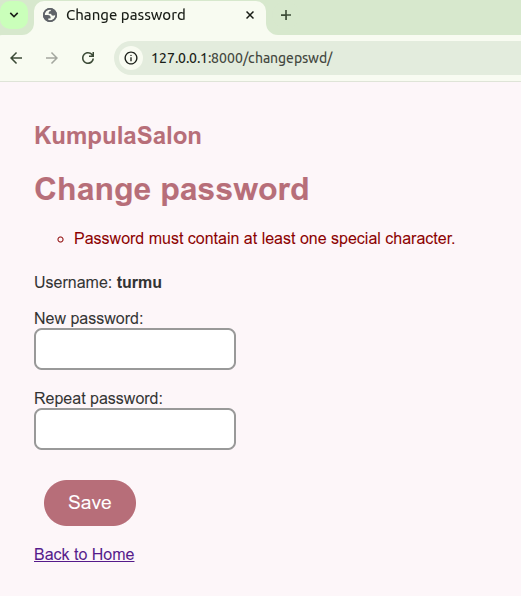 Change password
127.0.0.1:8000/changepswd/
KumpulaSalon
Change password
Password must contain at least one special character.
Username: turmu
New password:
Repeat password:
Save
Back to Home